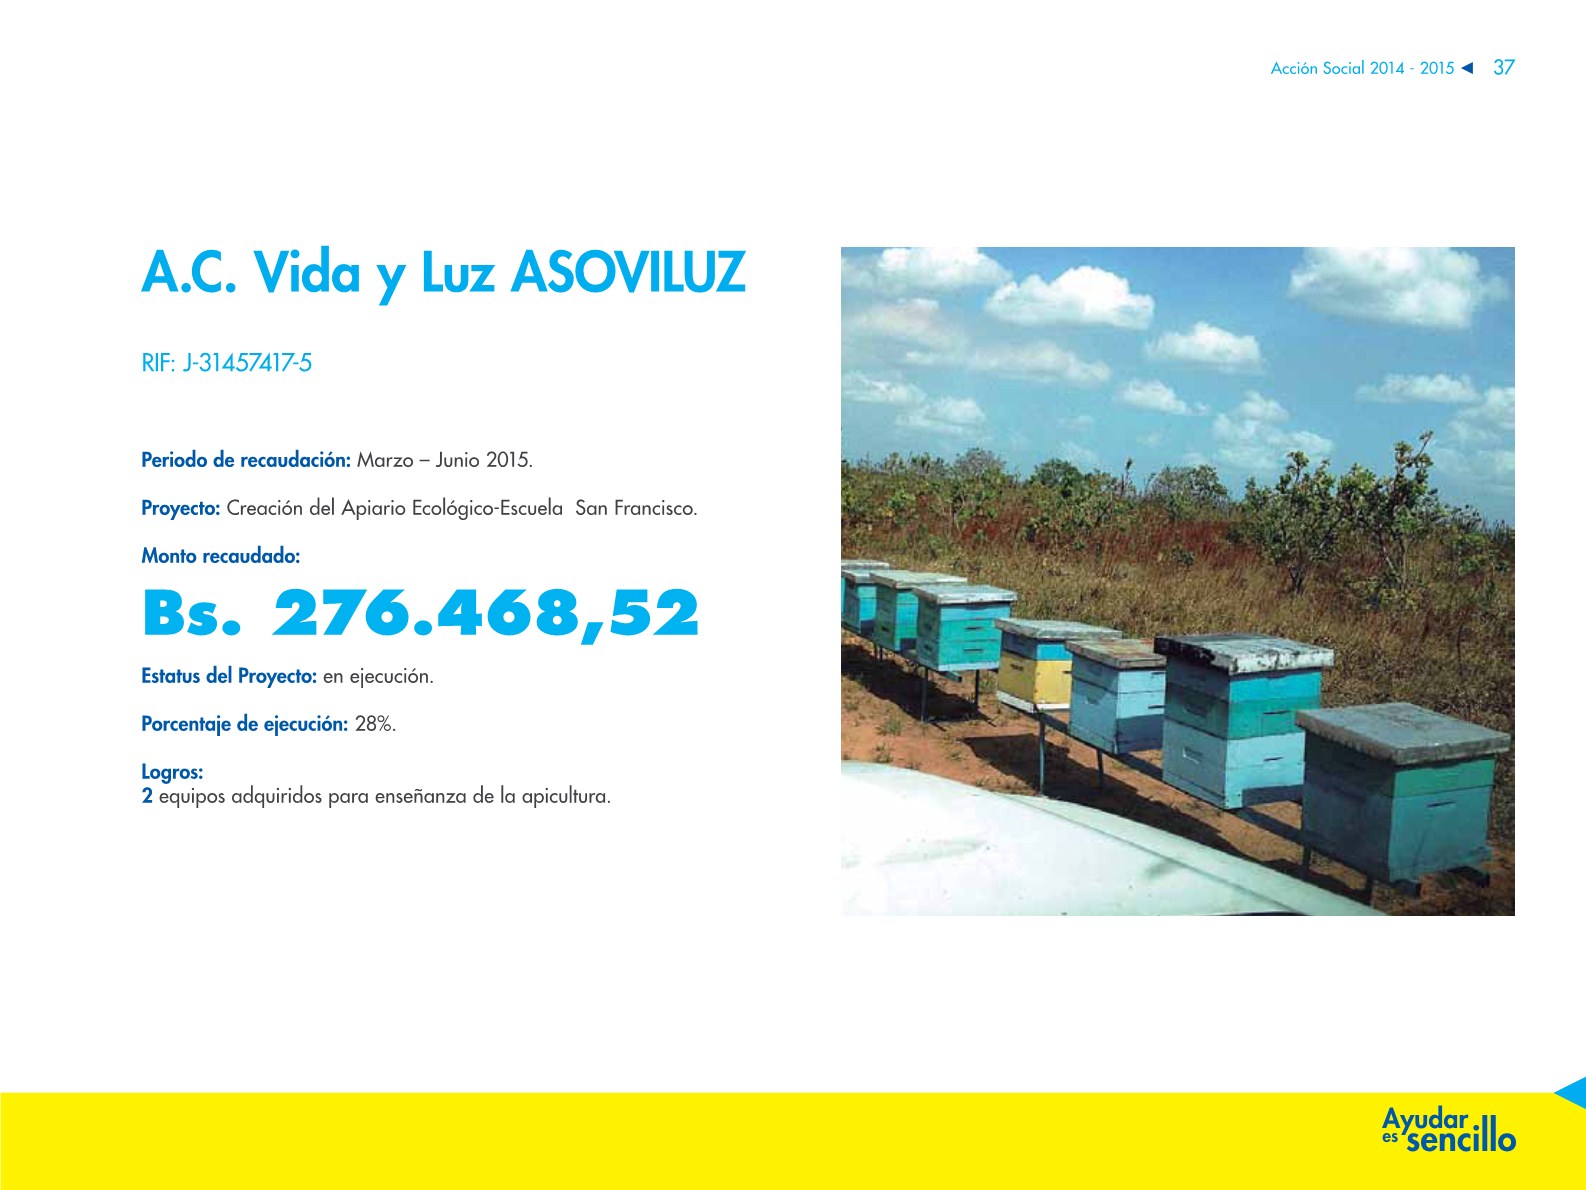 Acción Social 2014 - 2015 ◀ 37
A.C. Vida y Luz ASOVILUZ
RIF: J-31457417-5
Periodo de recaudación: Marzo – Junio 2015.
Proyecto: Creación del Apiario Ecológico-Escuela San Francisco.
Monto recaudado:
Bs. 276.468,52
Estatus del Proyecto: en ejecución.
Porcentaje de ejecución: 28%.
Logros:
2 equipos adquiridos para enseñanza de la apicultura.
Ayudar
es sencillo